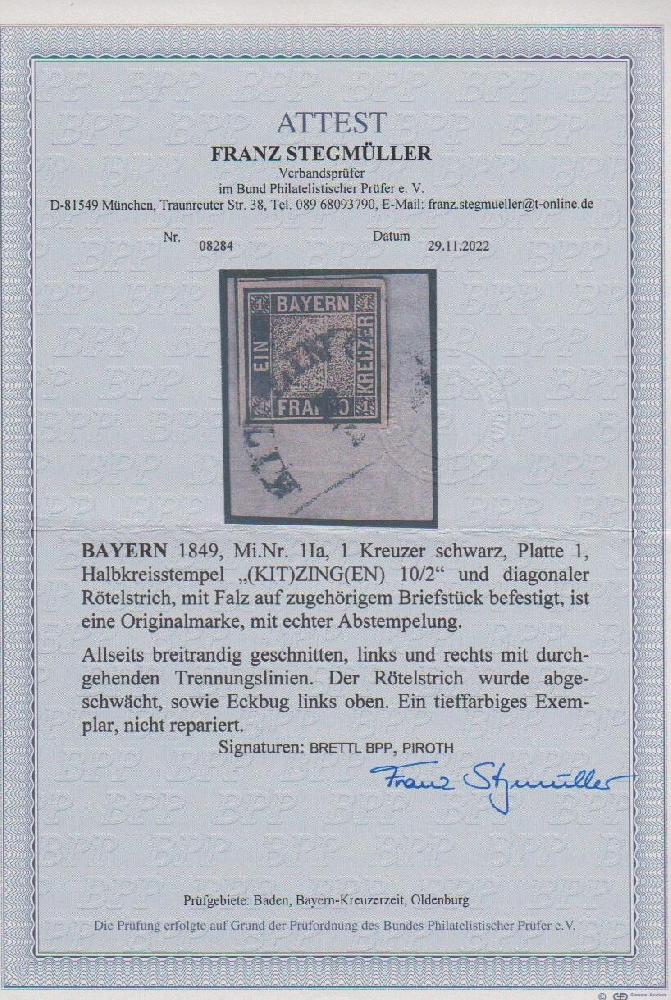 ATTEST
FRANZ STEGMÜLLER
Verbandsprüfer
im Bund Philatelistischer Prüfer e. V.
D-81549 München, Traunreuter Str. 38, Tel. 089 68093790, E-Mail: franz.stegmueller@t-online.de
Nr. 08284 Datum 29.11.2022
BAYERN
EIN
KREUZER
FRANCO
BAYERN 1849, Mi.Nr. 1Ia, 1 Kreuzer schwarz, Platte 1,
Halbkreisstempel „(KIT)ZING(EN) 10/2“ und diagonaler
Rötelstrich, mit Falz auf zugehörigem Briefstück befestigt, ist
eine Originalmarke, mit echter Abstempelung.
Allseits breitrandig geschnitten, links und rechts mit durch-
gehenden Trennungslinien. Der Rötelstrich wurde abge-
schwächt, sowie Eckbug links oben. Ein tieffarbiges Exem-
plar, nicht repariert.
Signaturen: BRETTL BPP, PIROTH
Franz Stegmüller
Prüfgebiete: Baden, Bayern-Kreuzerzeit, Oldenburg
Die Prüfung erfolgte auf Grund der Prüfordnung des Bundes Philatelistischer Prüfer e.V.